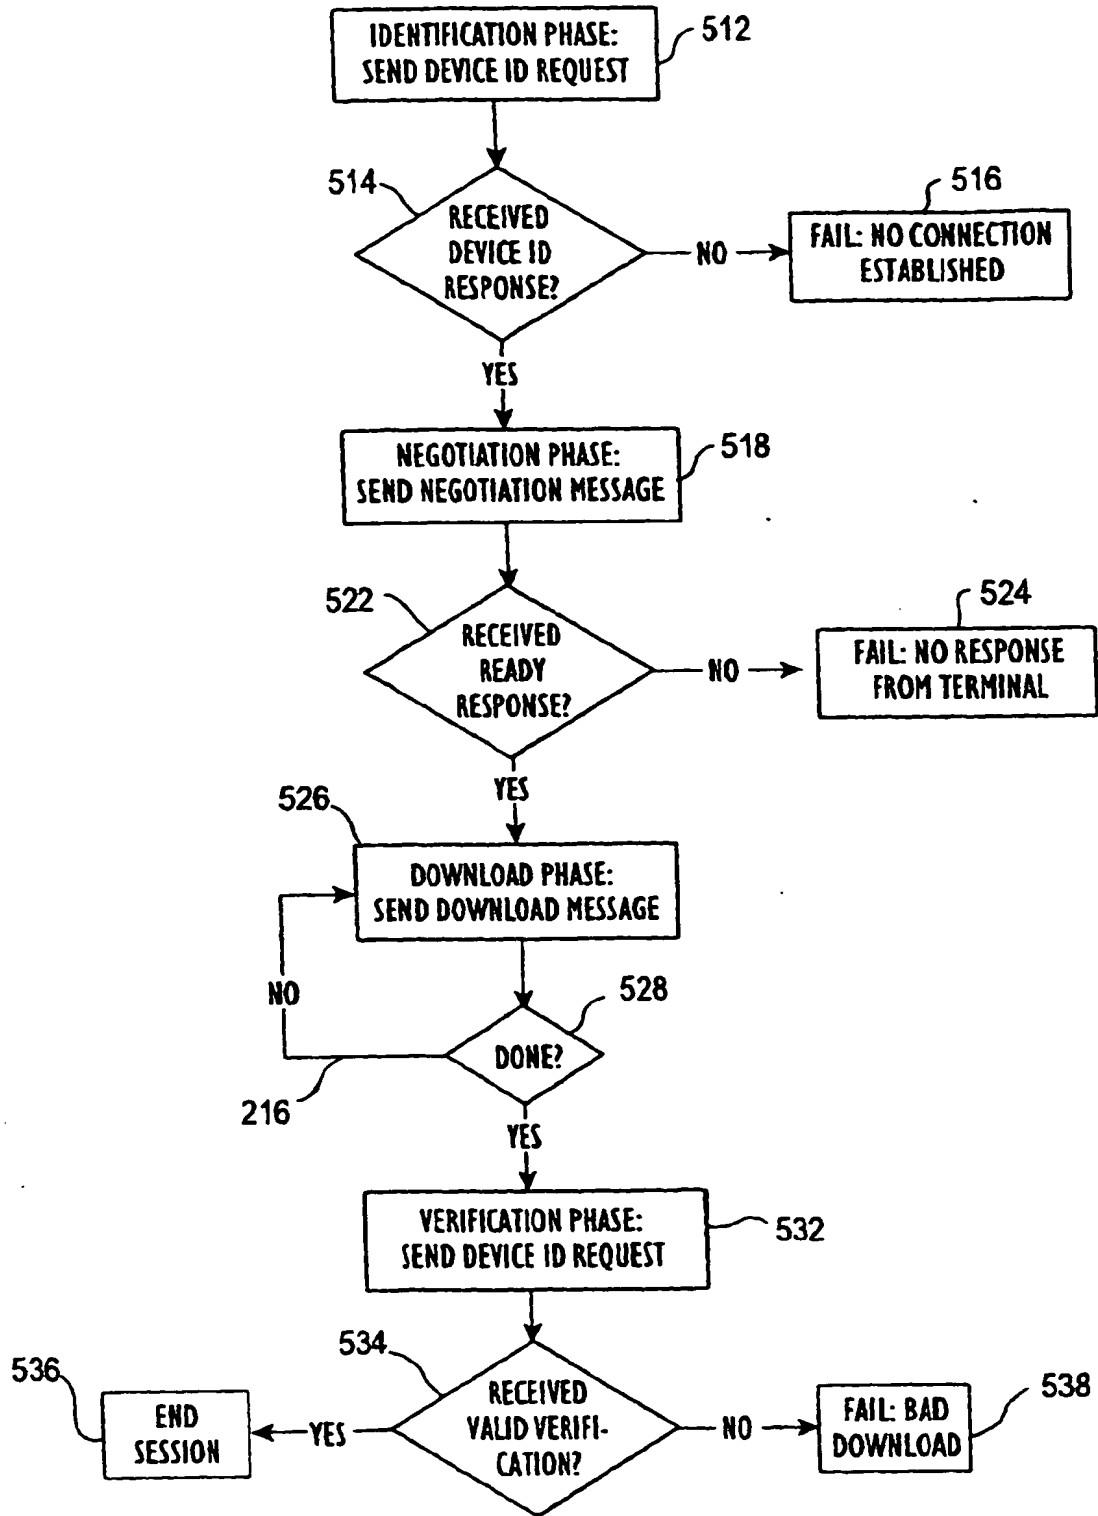 IDENTIFICATION PHASE:
SEND DEVICE ID REQUEST
512
514
RECEIVED
DEVICE ID
RESPONSE?
NO
516
FAIL: NO CONNECTION
ESTABLISHED
YES
NEGOTIATION PHASE:
SEND NEGOTIATION MESSAGE
518
522
RECEIVED
READY
RESPONSE?
NO
524
FAIL: NO RESPONSE
FROM TERMINAL
YES
526
DOWNLOAD PHASE:
SEND DOWNLOAD MESSAGE
NO
528
DONE?
216
YES
VERIFICATION PHASE:
SEND DEVICE ID REQUEST
532
534
RECEIVED
VALID VERIFI-
CATION?
536
END
SESSION
YES
NO
FAIL: BAD
DOWNLOAD
538